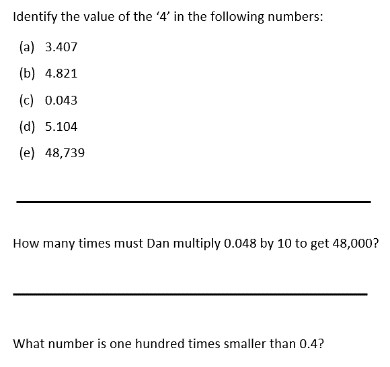 Identify the value of the ‘4’ in the following numbers:
(a) 3.407
(b) 4.821
(c) 0.043
(d) 5.104
(e) 48,739
How many times must Dan multiply 0.048 by 10 to get 48,000?
What number is one hundred times smaller than 0.4?